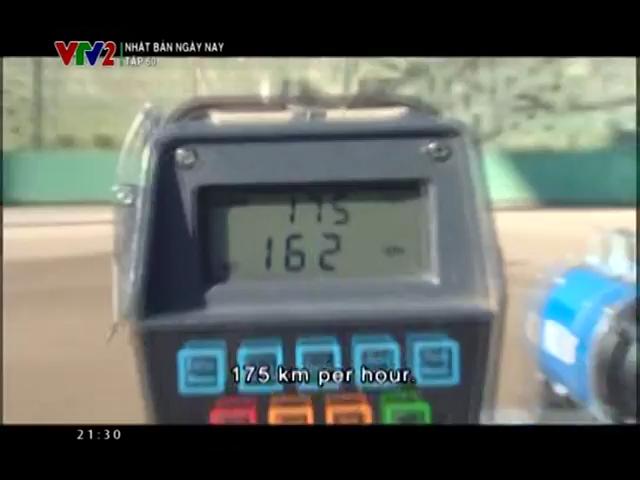 VTV2
NHẬT BẢN NGÀY NAY
TẬP 60
175
162
175 km per hour.
21:30